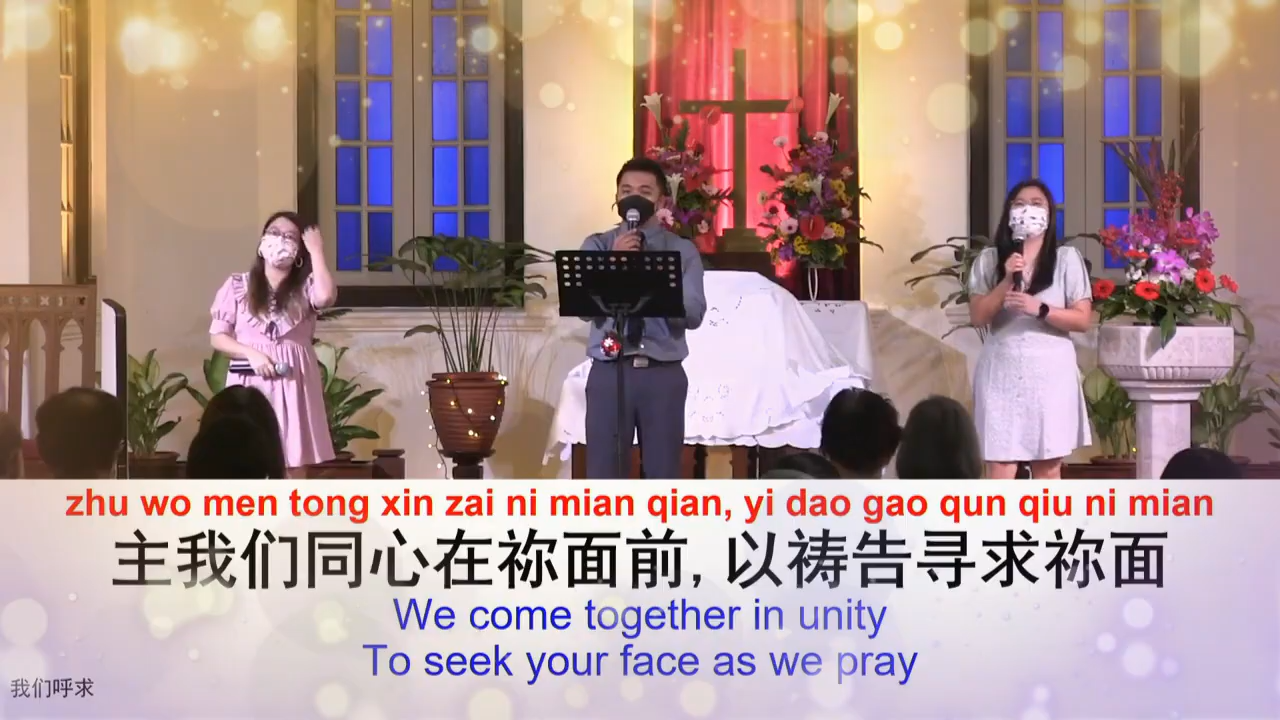 zhu wo men tong xin zai ni mian qian, yi dao gao qun qiu ni mian
主我们同心在祢面前,以祷告寻求祢面
We come together in unity
To seek your face as we pray
我们呼求